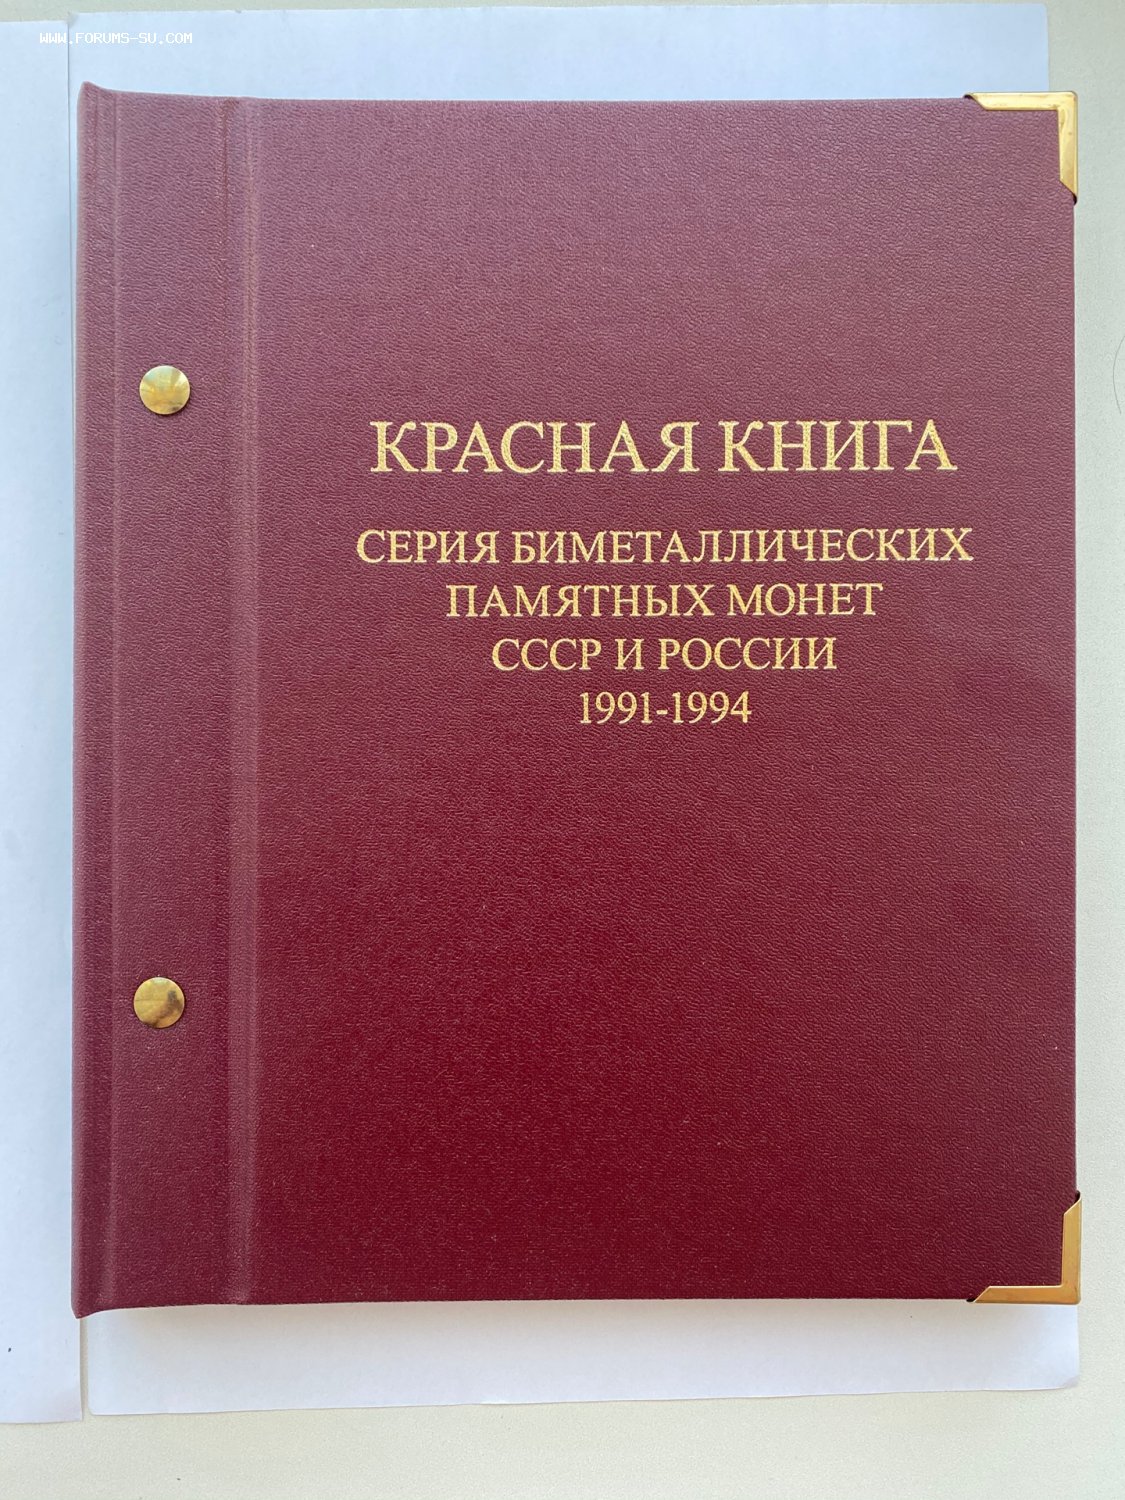 WWW.FORUMS-SU.COM
КРАСНАЯ КНИГА
СЕРИЯ БИМЕТАЛЛИЧЕСКИХ
ПАМЯТНЫХ МОНЕТ
СССР И РОССИИ
1991-1994